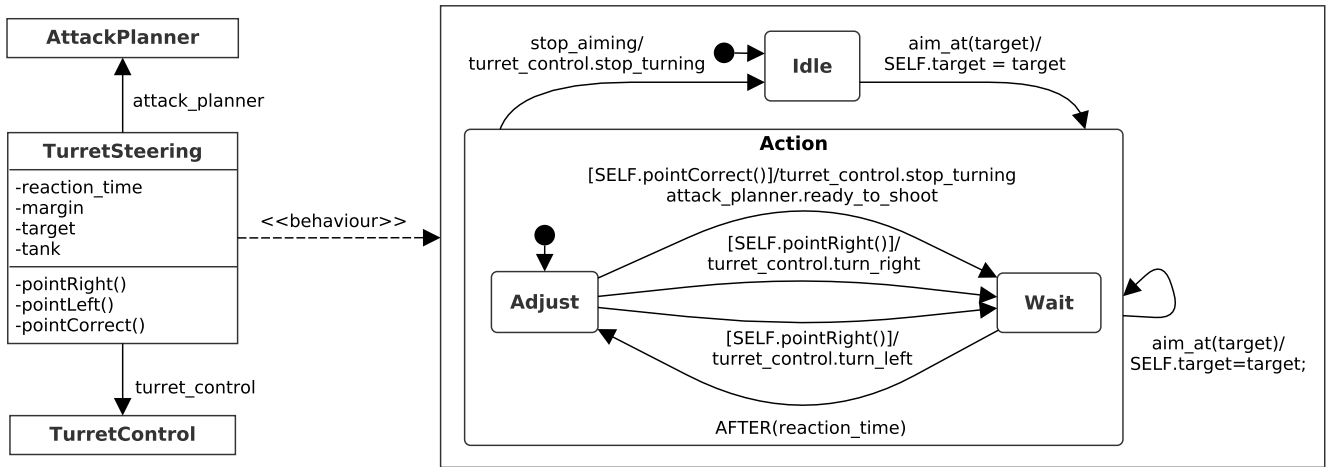 AttackPlanner
attack_planner
TurretSteering
-reaction_time
-margin
-target
-tank
-pointRight()
-pointLeft()
-pointCorrect()
turret_control
TurretControl
<<behaviour>>
stop_aiming/
turret_control.stop_turning
Idle
aim_at(target)/
SELF.target = target
Action
[SELF.pointCorrect()]/turret_control.stop_turning
attack_planner.ready_to_shoot
[SELF.pointRight()]/
turret_control.turn_right
Adjust
Wait
[SELF.pointRight()]/
turret_control.turn_left
AFTER(reaction_time)
aim_at(target)/
SELF.target=target;